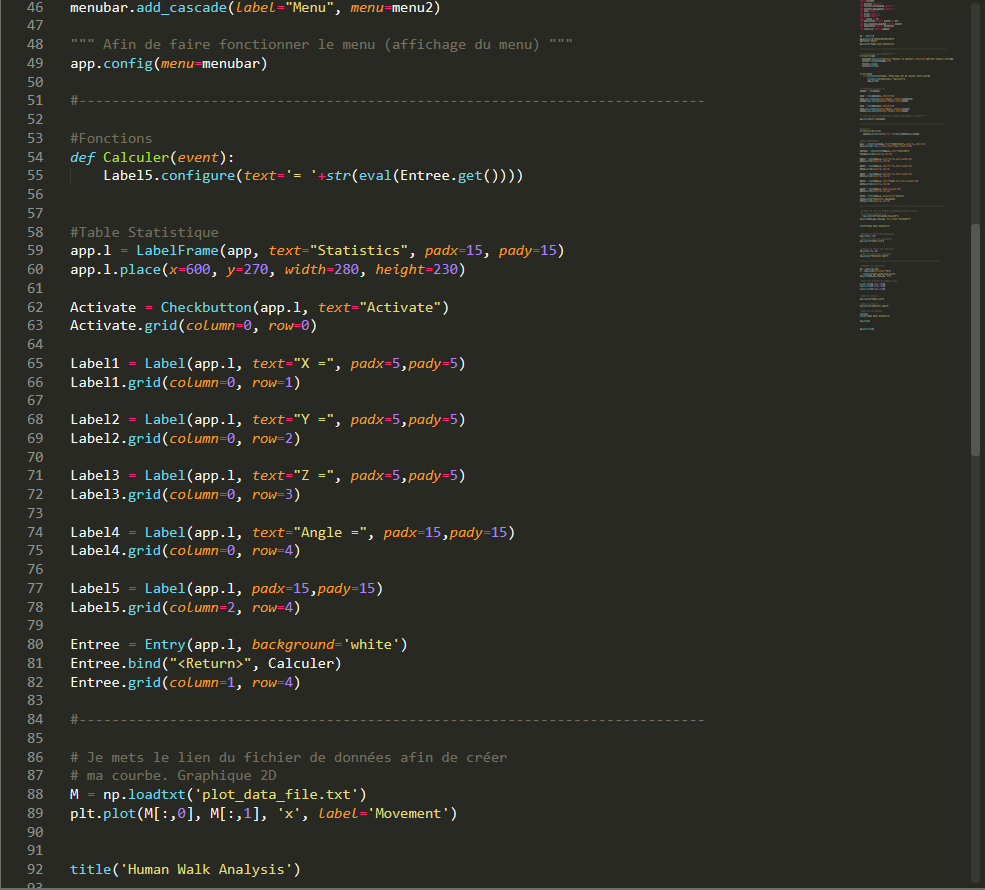 46 menubar.add_cascade(label="Menu", menu=menu2)
47
48 """ Afin de faire fonctionner le menu (affichage du menu) """
49 app.config(menu=menubar)
50
51 #----------------------------------------------------------------------------
52
53 #Fonctions
54 def Calculer(event):
55     Label5.configure(text='= '+str(eval(Entree.get())))
56
57
58 #Table Statistique
59 app.l = LabelFrame(app, text="Statistics", padx=15, pady=15)
60 app.l.place(x=600, y=270, width=280, height=230)
61
62 Activate = Checkbutton(app.l, text="Activate")
63 Activate.grid(column=0, row=0)
64
65 Label1 = Label(app.l, text="X =", padx=5,pady=5)
66 Label1.grid(column=0, row=1)
67
68 Label2 = Label(app.l, text="Y =", padx=5,pady=5)
69 Label2.grid(column=0, row=2)
70
71 Label3 = Label(app.l, text="Z =", padx=5,pady=5)
72 Label3.grid(column=0, row=3)
73
74 Label4 = Label(app.l, text="Angle =", padx=15,pady=15)
75 Label4.grid(column=0, row=4)
76
77 Label5 = Label(app.l, padx=15,pady=15)
78 Label5.grid(column=2, row=4)
79
80 Entree = Entry(app.l, background='white')
81 Entree.bind("<Return>", Calculer)
82 Entree.grid(column=1, row=4)
83
84 #----------------------------------------------------------------------------
85
86 # Je mets le lien du fichier de données afin de créer
87 # ma courbe. Graphique 2D
88 M = np.loadtxt('plot_data_file.txt')
89 plt.plot(M[:,0], M[:,1], 'x', label='Movement')
90
91
92 title('Human Walk Analysis')
93